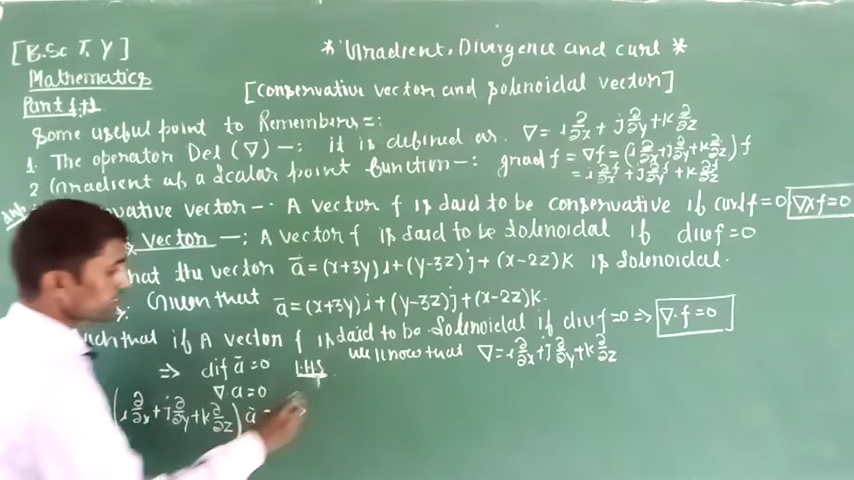 [B.Sc I, Y]
* Gradient, Divergence and curl *
Mathematics
[conservative vector and solenoidal vector]
Part 1,
Some useful point to Remembers =:
1. The operator Del (∇) —: it is defined as. ∇ = i ∂/∂x + j ∂/∂y + k ∂/∂z
2 Gradient of a Scalar point function —: grad f = ∇f = (i ∂/∂x + j ∂/∂y + k ∂/∂z) f
= i ∂f/∂x + j ∂f/∂y + k ∂f/∂z
vative vector —. A vector f is said to be conservative if curl f = 0 ∇×f = 0
vector —: A vector f is said to be Solenoidal if div f = 0
hat the vector a̅ = (x+3y)i + (y-3z)j + (x-2z)k is Solenoidal.
: Given that a̅ = (x+3y)i + (y-3z)j + (x-2z)k.
uch that if A vector f is said to be Solenoidal if div f = 0 ⇒ ∇·f = 0
⇒ dif a̅ = 0 L.H.S we know that ∇ = i ∂/∂x + j ∂/∂y + k ∂/∂z
∇·a = 0
(i ∂/∂x + j ∂/∂y + k ∂/∂z) a̅